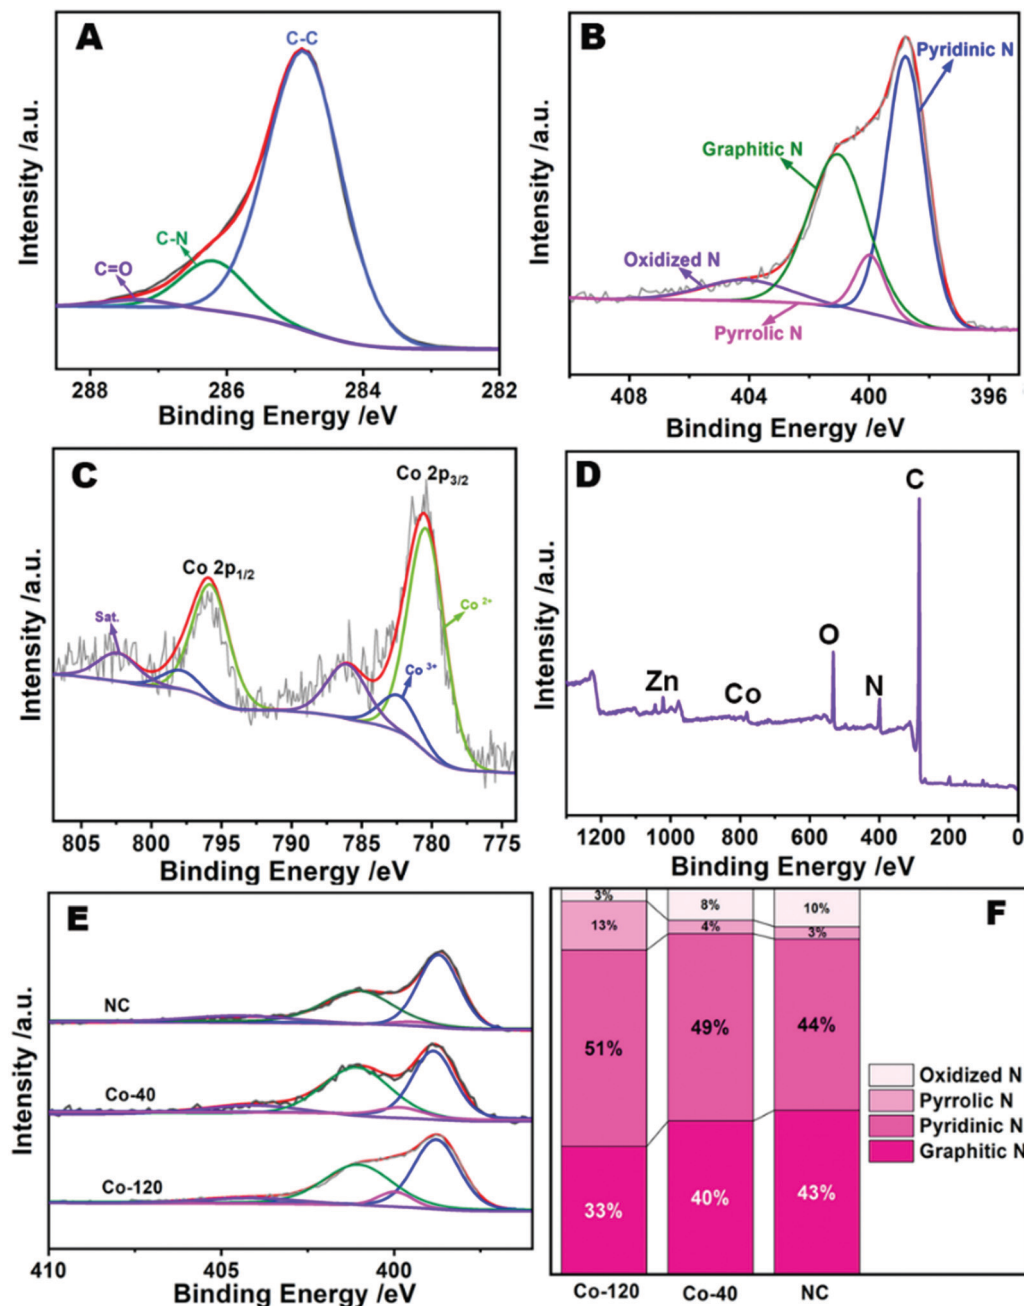 A
C-C
C-N
C=O
Intensity /a.u.
288 286 284 282
Binding Energy /eV
B
Pyridinic N
Graphitic N
Oxidized N
Pyrrolic N
Intensity /a.u.
408 404 400 396
Binding Energy /eV
C
Co 2p3/2
Co 2p1/2
Sat.
Co 2+
Co 3+
Intensity /a.u.
805 800 795 790 785 780 775
Binding Energy /eV
D
C
O
Zn
Co
N
Intensity /a.u.
1200 1000 800 600 400 200 0
Binding Energy /eV
E
NC
Co-40
Co-120
Intensity /a.u.
410 405 400
Binding Energy /eV
F
3% 8% 10%
13% 4% 3%
51% 49% 44%
33% 40% 43%
Oxidized N
Pyrrolic N
Pyridinic N
Graphitic N
Co-120 Co-40 NC